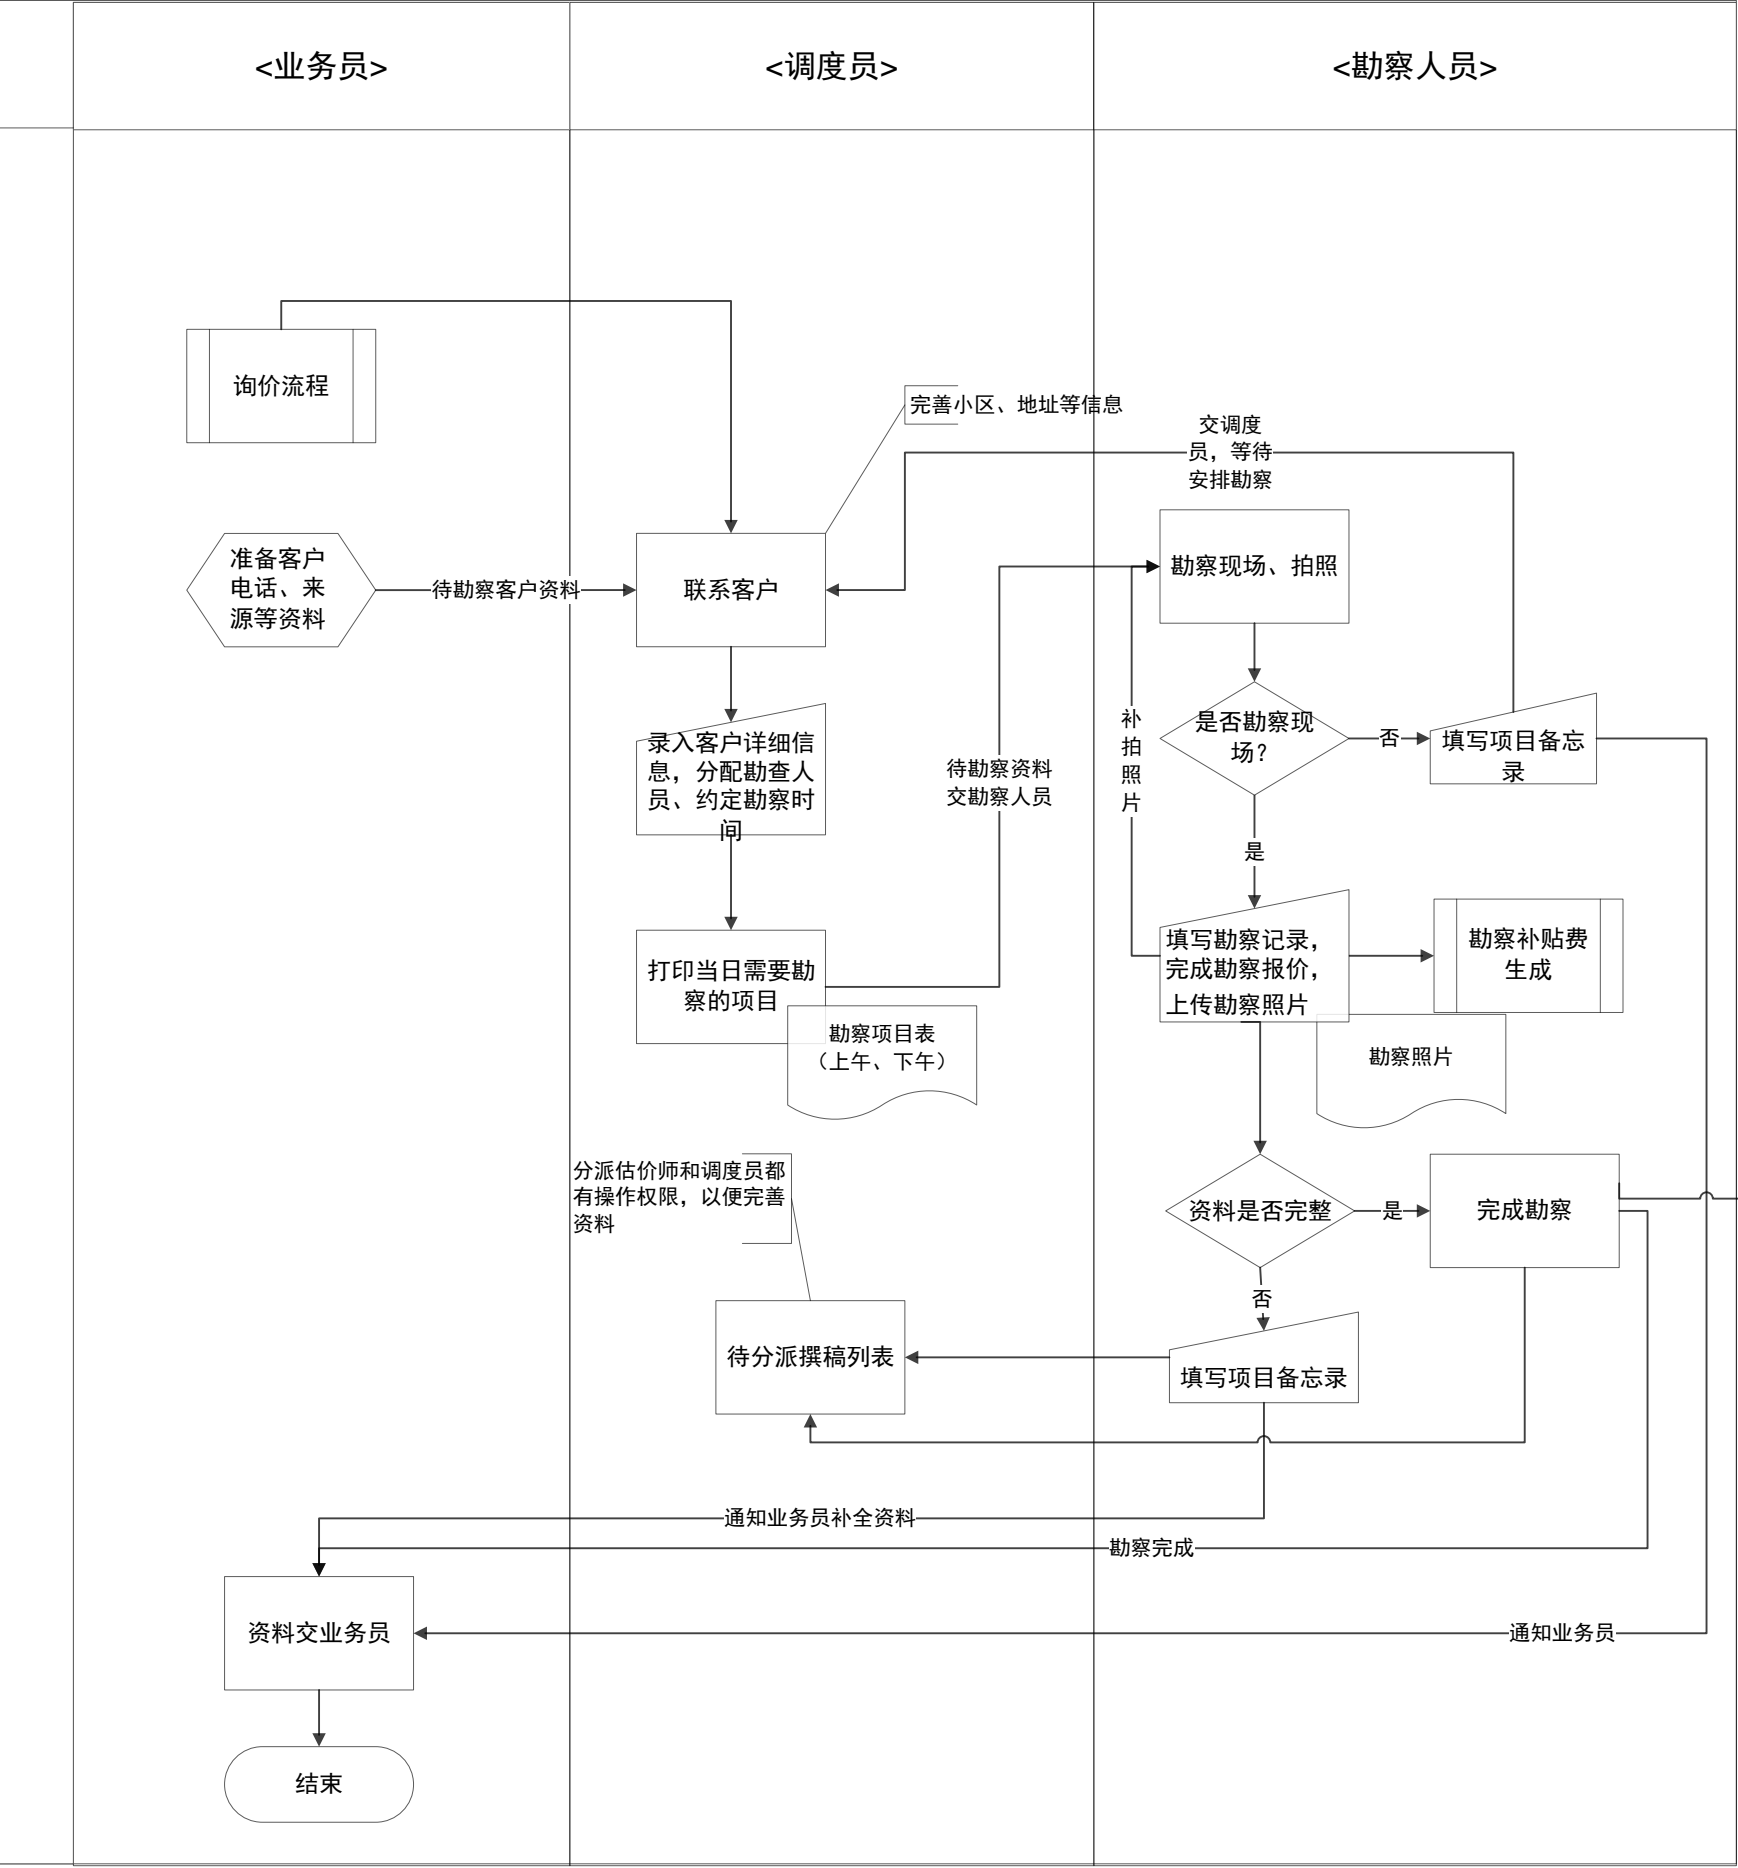 <业务员>
<调度员>
<勘察人员>
询价流程
完善小区、地址等信息
交调度
员，等待
安排勘察
准备客户
电话、来
源等资料
待勘察客户资料
联系客户
勘察现场、拍照
录入客户详细信
息，分配勘查人
员、约定勘察时
间
待勘察资料
交勘察人员
补
拍
照
片
是否勘察现
场？
否
填写项目备忘
录
是
打印当日需要勘
察的项目
勘察项目表
（上午、下午）
填写勘察记录，
完成勘察报价，
上传勘察照片
勘察补贴费
生成
勘察照片
分派估价师和调度员都
有操作权限，以便完善
资料
资料是否完整
是
完成勘察
否
待分派撰稿列表
填写项目备忘录
通知业务员补全资料
勘察完成
资料交业务员
通知业务员
结束